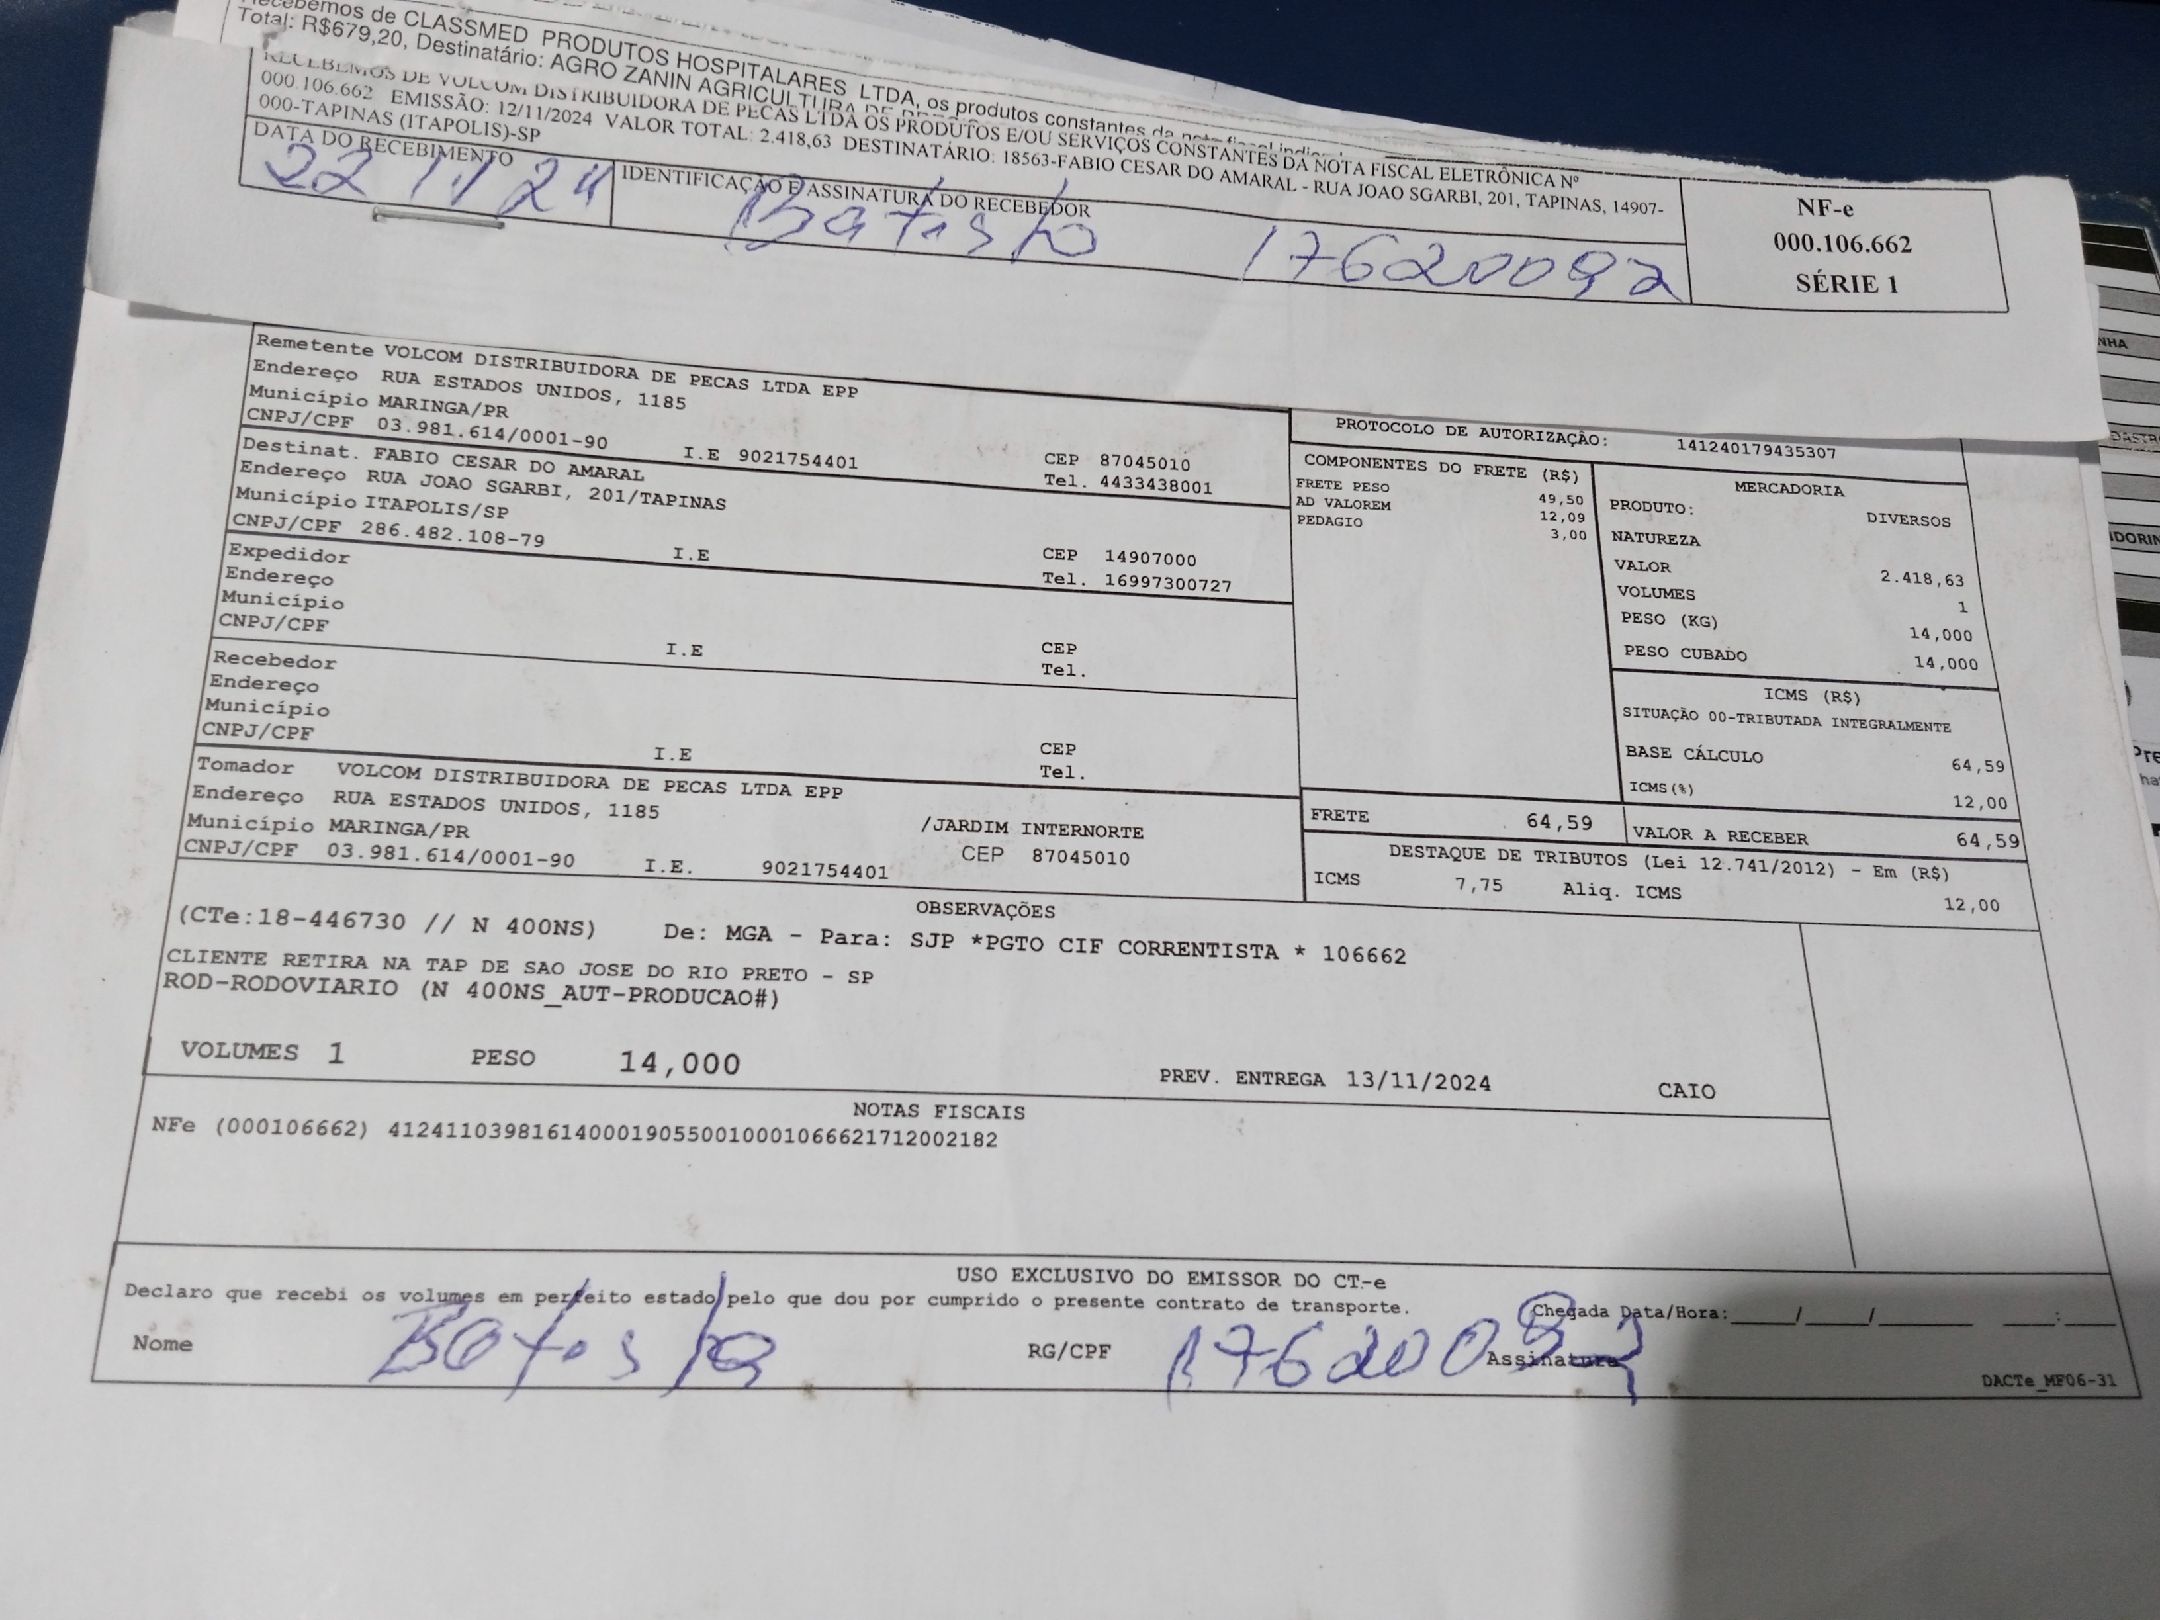 Recebemos de CLASSMED PRODUTOS HOSPITALARES LTDA, os produtos constantes da nota fiscal
Total: R$679,20, Destinatário: AGRO ZANIN AGRICULTURA DE
RECEBEMOS DE VOLCOM DISTRIBUIDORA DE PECAS LTDA OS PRODUTOS E/OU SERVIÇOS CONSTANTES DA NOTA FISCAL ELETRÔNICA Nº
000.106.662 EMISSÃO: 12/11/2024 VALOR TOTAL: 2.418,63 DESTINATÁRIO: 18563-FABIO CESAR DO AMARAL - RUA JOAO SGARBI, 201, TAPINAS, 14907-
000-TAPINAS (ITAPOLIS)-SP
DATA DO RECEBIMENTO
22 11 24
IDENTIFICAÇÃO E ASSINATURA DO RECEBEDOR
Batista 17620092
NF-e
000.106.662
SÉRIE 1
Remetente VOLCOM DISTRIBUIDORA DE PECAS LTDA EPP
Endereço RUA ESTADOS UNIDOS, 1185
Município MARINGA/PR
CNPJ/CPF 03.981.614/0001-90 I.E 9021754401
CEP 87045010
Tel. 4433438001
Destinat. FABIO CESAR DO AMARAL
Endereço RUA JOAO SGARBI, 201/TAPINAS
Município ITAPOLIS/SP
CNPJ/CPF 286.482.108-79 I.E
CEP 14907000
Tel. 16997300727
Expedidor
Endereço
Município
CNPJ/CPF
I.E
CEP
Tel.
Recebedor
Endereço
Município
CNPJ/CPF
I.E
CEP
Tel.
Tomador VOLCOM DISTRIBUIDORA DE PECAS LTDA EPP
Endereço RUA ESTADOS UNIDOS, 1185 /JARDIM INTERNORTE
Município MARINGA/PR CEP 87045010
CNPJ/CPF 03.981.614/0001-90 I.E. 9021754401
PROTOCOLO DE AUTORIZAÇÃO: 141240179435307
COMPONENTES DO FRETE (R$)
FRETE PESO 49,50
AD VALOREM 12,09
PEDAGIO 3,00
MERCADORIA
PRODUTO: DIVERSOS
NATUREZA
VALOR 2.418,63
VOLUMES 1
PESO (KG) 14,000
PESO CUBADO 14,000
ICMS (R$)
SITUAÇÃO 00-TRIBUTADA INTEGRALMENTE
BASE CÁLCULO 64,59
ICMS(%) 12,00
FRETE 64,59
VALOR A RECEBER 64,59
DESTAQUE DE TRIBUTOS (Lei 12.741/2012) - Em (R$)
ICMS 7,75 Aliq. ICMS 12,00
OBSERVAÇÕES
(CTe:18-446730 // N 400NS) De: MGA - Para: SJP *PGTO CIF CORRENTISTA * 106662
CLIENTE RETIRA NA TAP DE SAO JOSE DO RIO PRETO - SP
ROD-RODOVIARIO (N 400NS_AUT-PRODUCAO#)
VOLUMES 1 PESO 14,000 PREV. ENTREGA 13/11/2024 CAIO
NOTAS FISCAIS
NFe (000106662) 41241103981614000190550010001066621712002182
USO EXCLUSIVO DO EMISSOR DO CT-e
Declaro que recebi os volumes em perfeito estado pelo que dou por cumprido o presente contrato de transporte. Chegada Data/Hora:____/____/______ ____:____
Nome Batista RG/CPF 17620092 Assinatura
DACTe_MF06-31